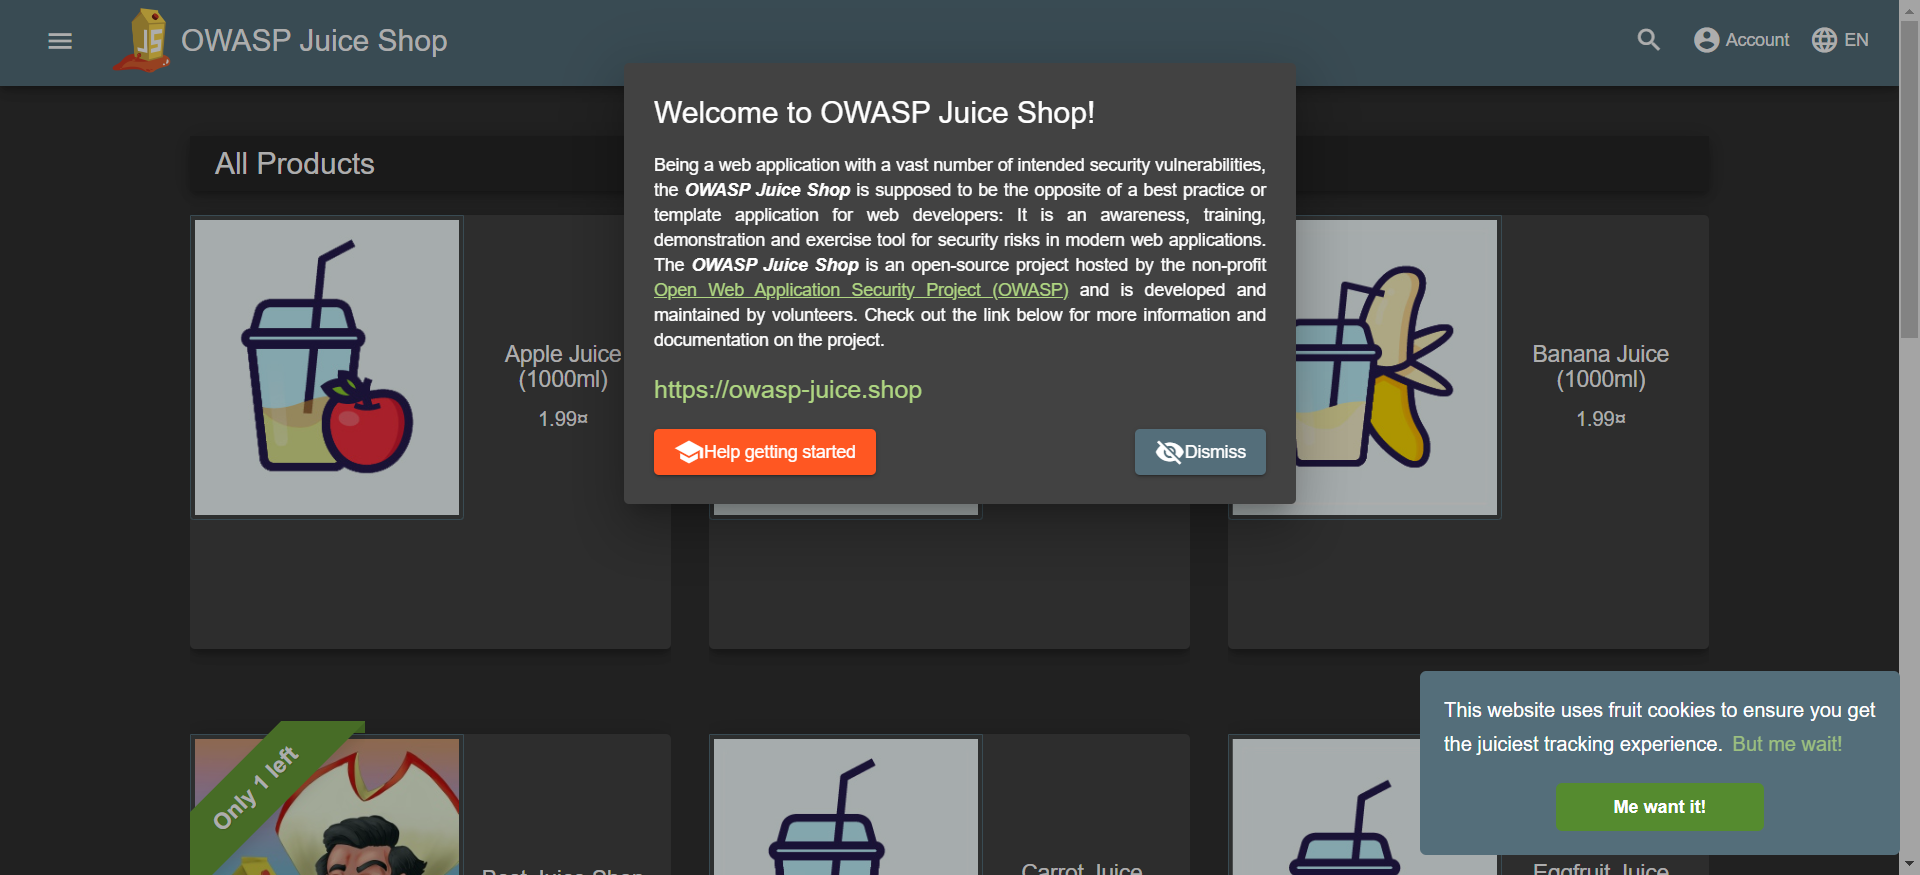 OWASP Juice Shop
Account
EN
All Products
Welcome to OWASP Juice Shop!
Being a web application with a vast number of intended security vulnerabilities,
the OWASP Juice Shop is supposed to be the opposite of a best practice or
template application for web developers: It is an awareness, training,
demonstration and exercise tool for security risks in modern web applications.
The OWASP Juice Shop is an open-source project hosted by the non-profit
Open Web Application Security Project (OWASP) and is developed and
maintained by volunteers. Check out the link below for more information and
documentation on the project.
https://owasp-juice.shop
Help getting started
Dismiss
Apple Juice
(1000ml)
1.99¤
Banana Juice
(1000ml)
1.99¤
Only 1 left
Best Juice Shop
Carrot Juice
Eggfruit Juice
This website uses fruit cookies to ensure you get
the juiciest tracking experience. But me wait!
Me want it!
JS